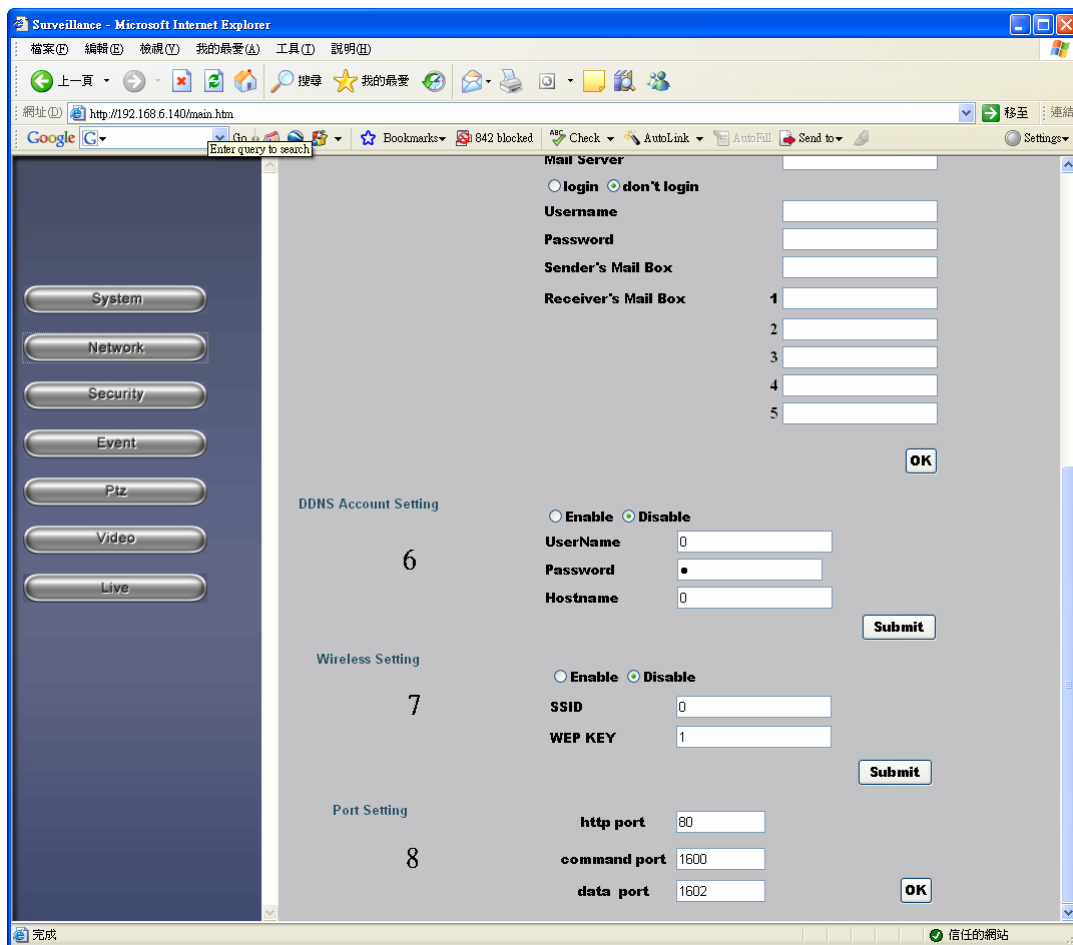 Surveillance - Microsoft Internet Explorer
檔案(F) 編輯(E) 檢視(V) 我的最愛(A) 工具(T) 說明(H)
上一頁 搜尋 我的最愛
網址(D) http://192.168.6.140/main.htm 移至 連結
Google G Go Bookmarks 842 blocked ABC Check AutoLink AutoFill Send to Settings
Enter query to search
System
Network
Security
Event
Ptz
Video
Live
Mail Server
login don't login
Username
Password
Sender's Mail Box
Receiver's Mail Box 1
2
3
4
5
OK
DDNS Account Setting
6
Enable Disable
UserName 0
Password ●
Hostname 0
Submit
Wireless Setting
7
Enable Disable
SSID 0
WEP KEY 1
Submit
Port Setting
8
http port 80
command port 1600
data port 1602
OK
完成 信任的網站